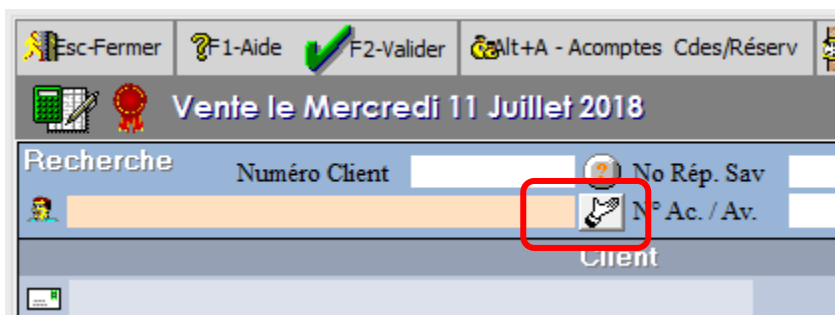 Esc-Fermer F1-Aide F2-Valider Alt+A - Acomptes Cdes/Réserv
Vente le Mercredi 11 Juillet 2018
Recherche Numéro Client ? No Rép. Sav
N° Ac. / Av.
Client